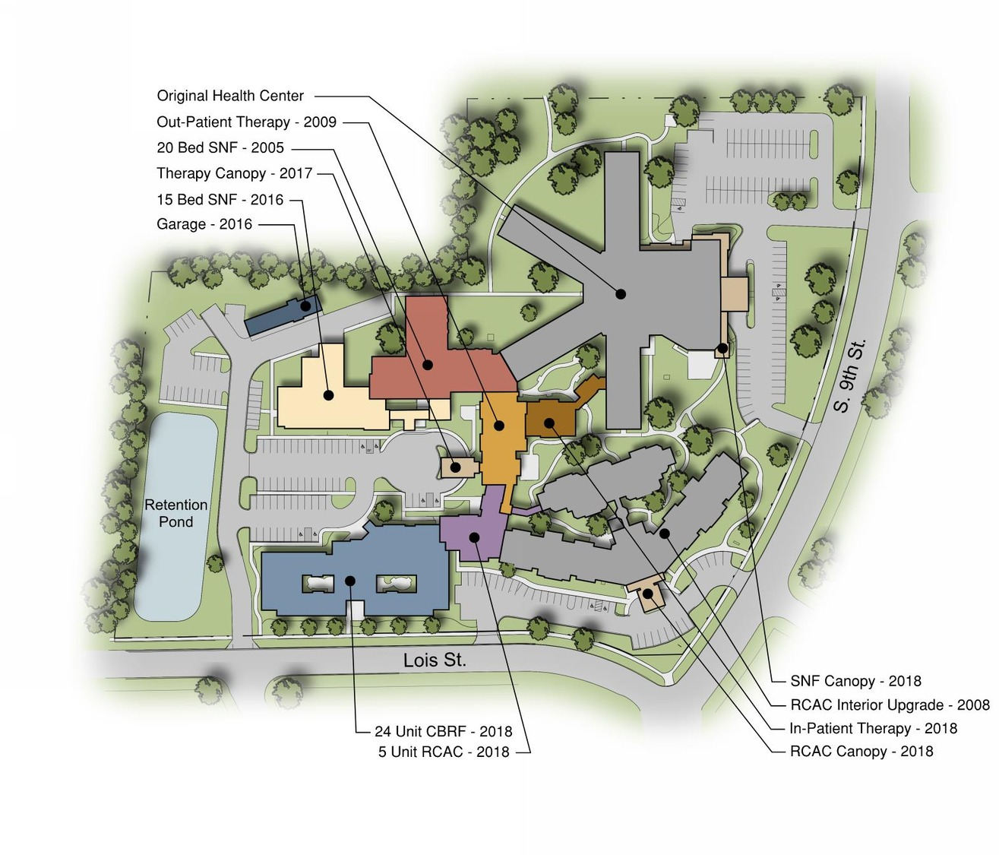 Original Health Center
Out-Patient Therapy - 2009
20 Bed SNF - 2005
Therapy Canopy - 2017
15 Bed SNF - 2016
Garage - 2016
S. 9th St.
Retention
Pond
Lois St.
SNF Canopy - 2018
RCAC Interior Upgrade - 2008
In-Patient Therapy - 2018
RCAC Canopy - 2018
24 Unit CBRF - 2018
5 Unit RCAC - 2018